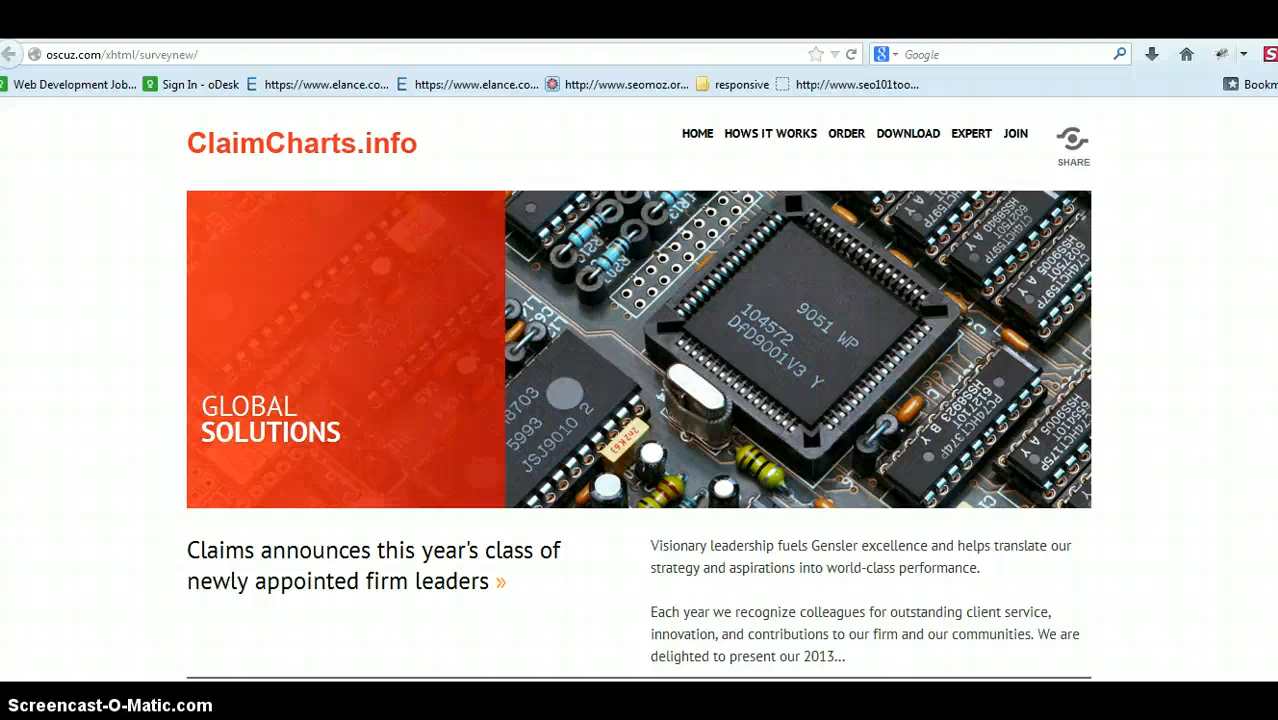 oscuz.com/xhtml/surveynew/
Google
Web Development Job...
Sign In - oDesk
https://www.elance.co...
https://www.elance.co...
http://www.seomoz.or...
responsive
http://www.seo101too...
Bookm
ClaimCharts.info
HOME HOWS IT WORKS ORDER DOWNLOAD EXPERT JOIN
SHARE
GLOBAL
SOLUTIONS
9051 WP
104572
DFD9001V3 Y
8703
5993
JSJ9010 2
Claims announces this year's class of
newly appointed firm leaders »
Visionary leadership fuels Gensler excellence and helps translate our
strategy and aspirations into world-class performance.
Each year we recognize colleagues for outstanding client service,
innovation, and contributions to our firm and our communities. We are
delighted to present our 2013...
Screencast-O-Matic.com